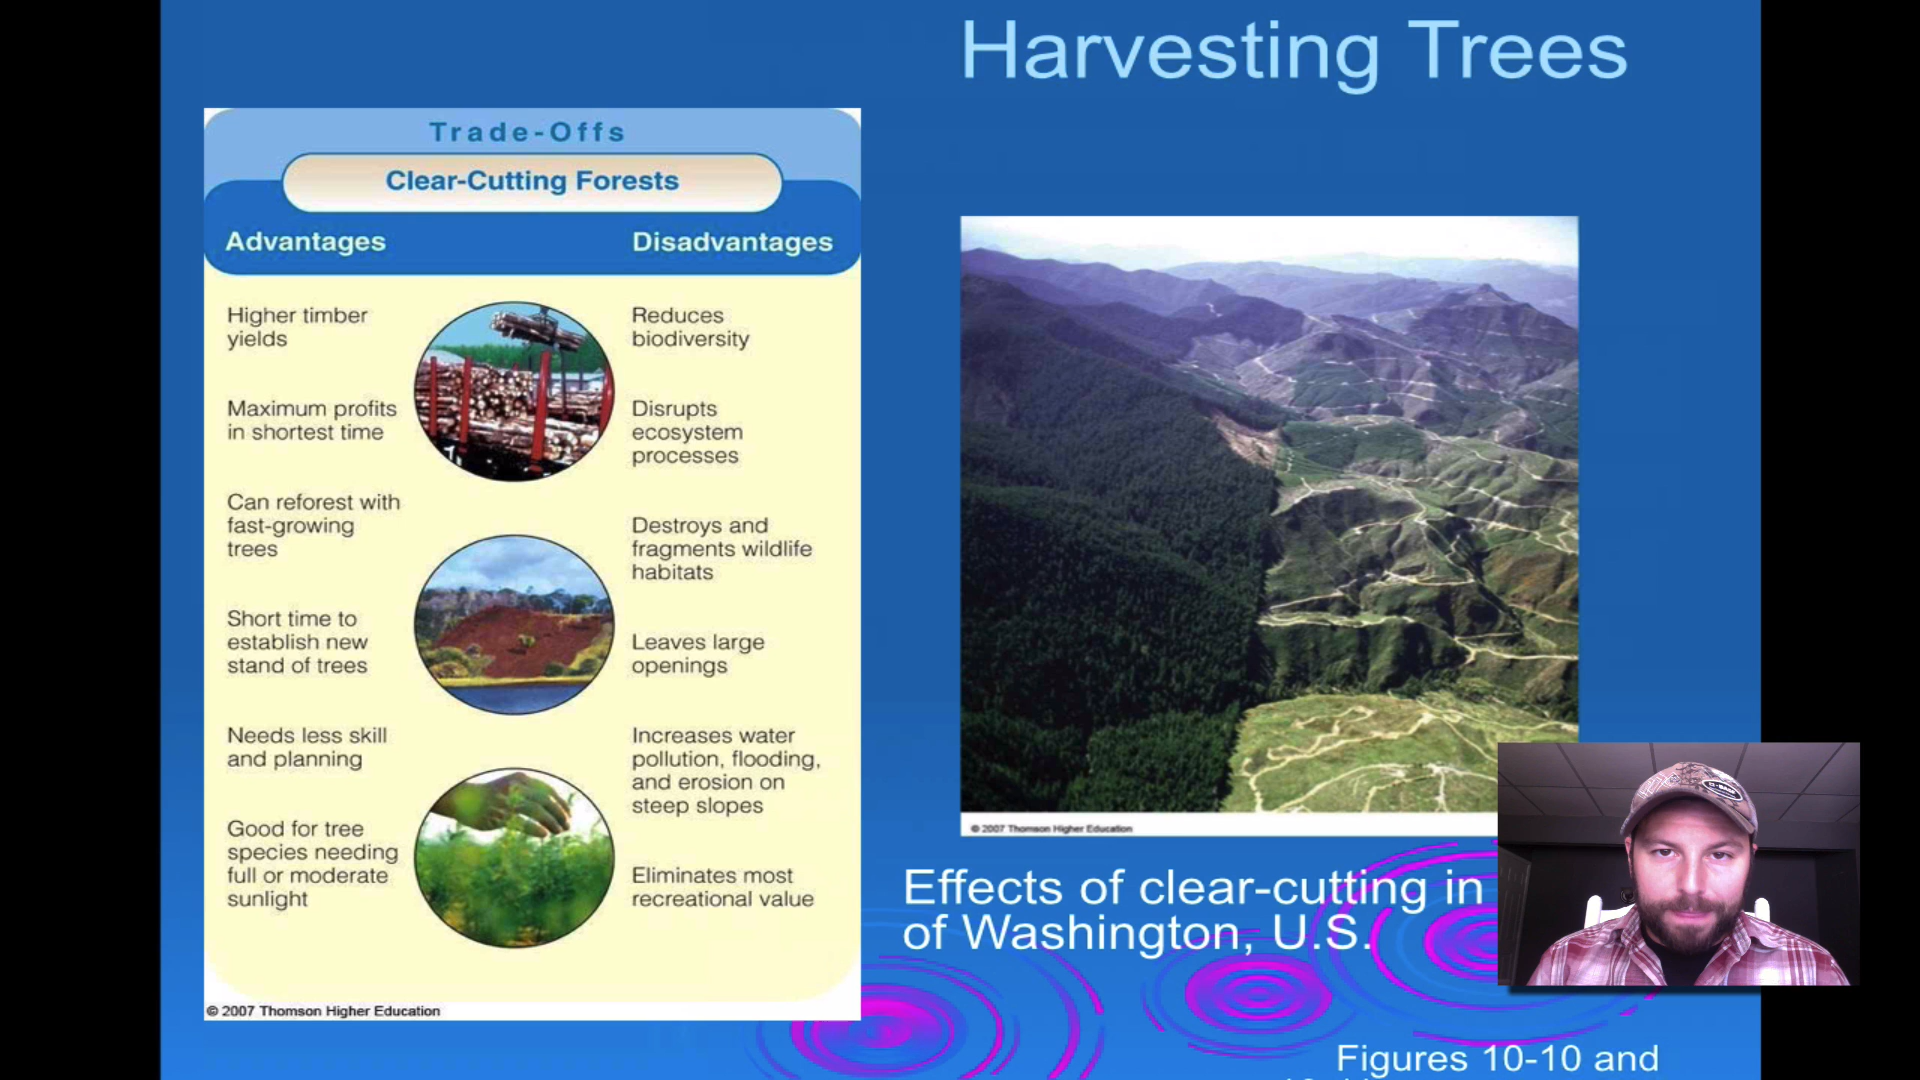 Harvesting Trees
Trade-Offs
Clear-Cutting Forests
Advantages
Disadvantages
Higher timber
yields
Maximum profits
in shortest time
Can reforest with
fast-growing
trees
Short time to
establish new
stand of trees
Needs less skill
and planning
Good for tree
species needing
full or moderate
sunlight
Reduces
biodiversity
Disrupts
ecosystem
processes
Destroys and
fragments wildlife
habitats
Leaves large
openings
Increases water
pollution, flooding,
and erosion on
steep slopes
Eliminates most
recreational value
© 2007 Thomson Higher Education
© 2007 Thomson Higher Education
Effects of clear-cutting in
of Washington, U.S.
Figures 10-10 and